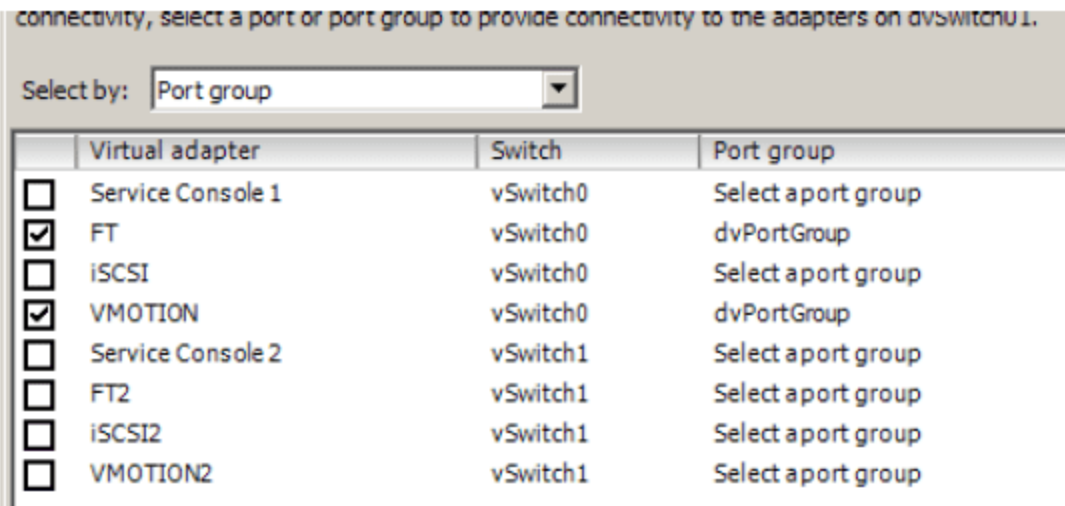 connectivity, select a port or port group to provide connectivity to the adapters on dvSwitch01.
Select by: Port group
Virtual adapter Switch Port group
Service Console 1 vSwitch0 Select a port group
FT vSwitch0 dvPortGroup
iSCSI vSwitch0 Select a port group
VMOTION vSwitch0 dvPortGroup
Service Console 2 vSwitch1 Select a port group
FT2 vSwitch1 Select a port group
iSCSI2 vSwitch1 Select a port group
VMOTION2 vSwitch1 Select a port group